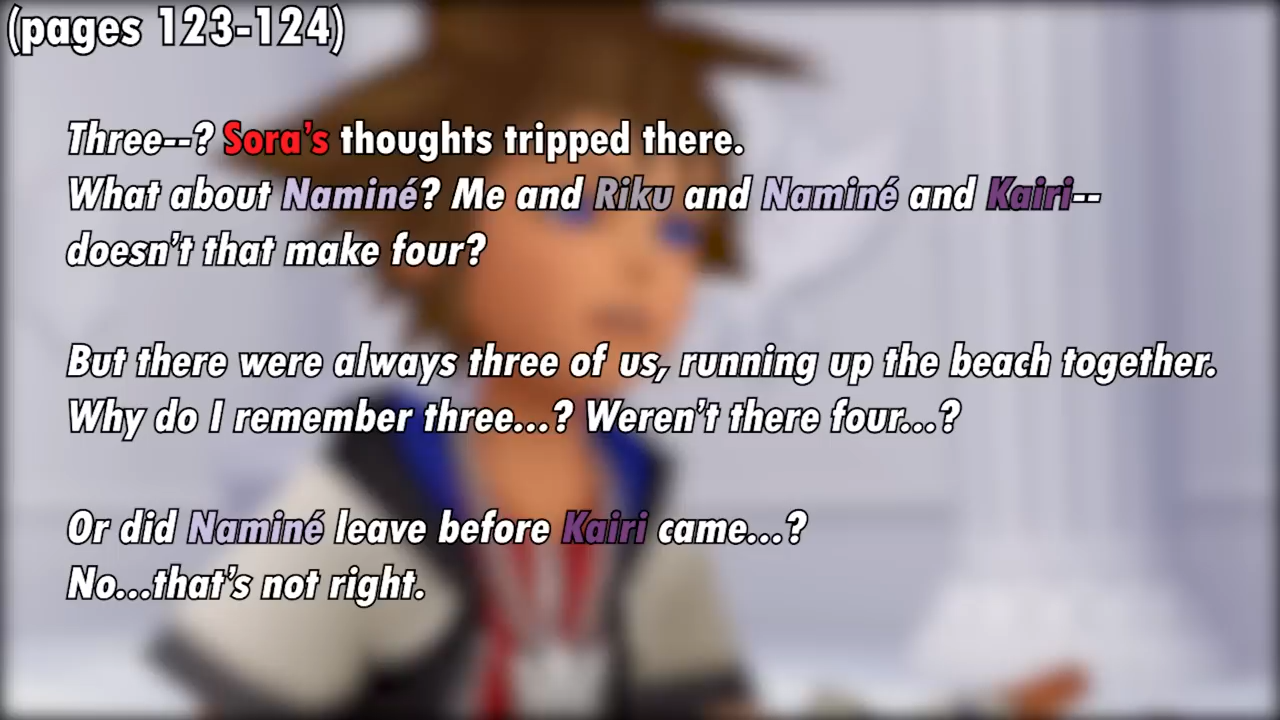 (pages 123-124)
Three--? Sora's thoughts tripped there.
What about Naminé? Me and Riku and Naminé and Kairi--
doesn't that make four?
But there were always three of us, running up the beach together.
Why do I remember three...? Weren't there four...?
Or did Naminé leave before Kairi came...?
No...that's not right.